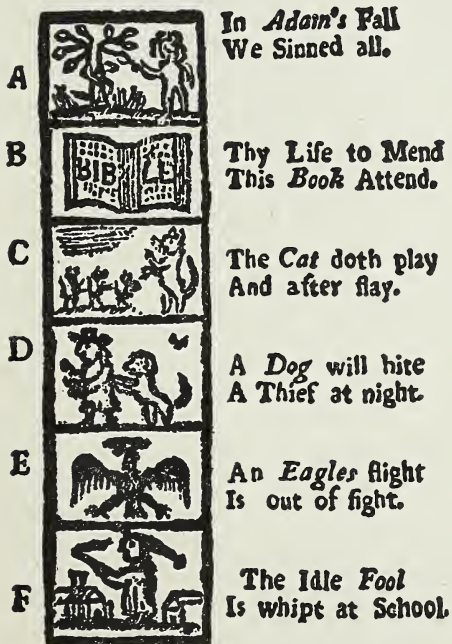 A
In Adam's Fall
We Sinned all.
B
BIBLE
Thy Life to Mend
This Book Attend.
C
The Cat doth play
And after ſlay.
D
A Dog will bite
A Thief at night.
E
An Eagles flight
Is out of ſight.
F
The Idle Fool
Is whipt at School.